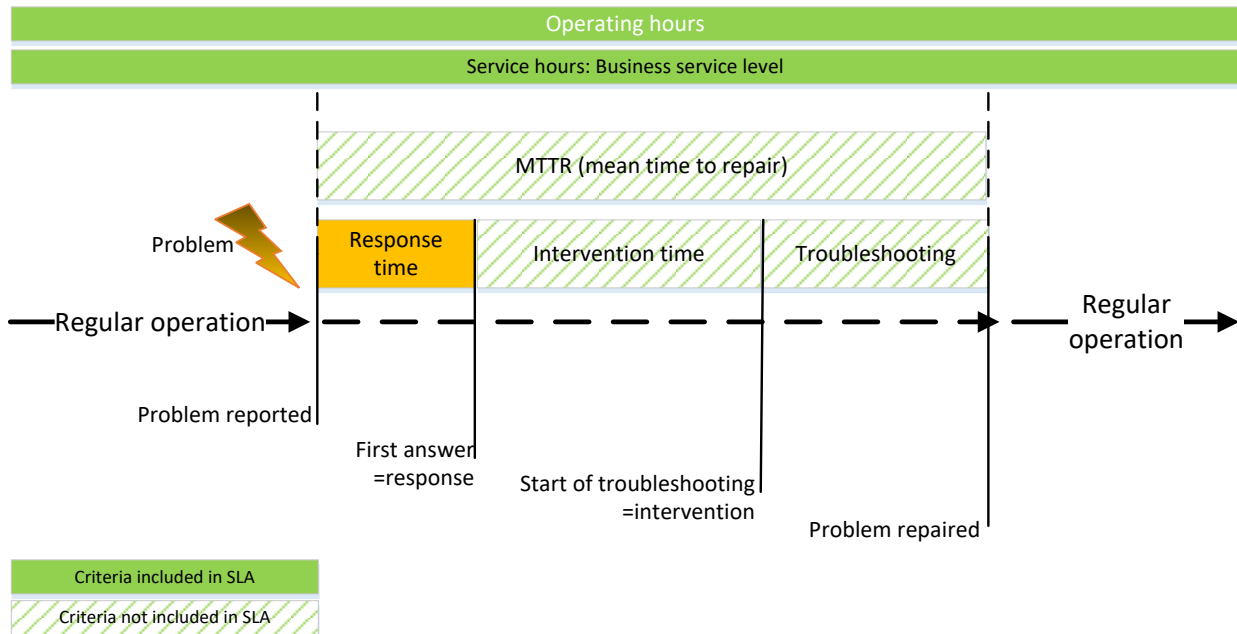 Operating hours
Service hours: Business service level
MTTR (mean time to repair)
Problem
Response
time
Intervention time
Troubleshooting
Regular operation
Regular
operation
Problem reported
First answer
=response
Start of troubleshooting
=intervention
Problem repaired
Criteria included in SLA
Criteria not included in SLA